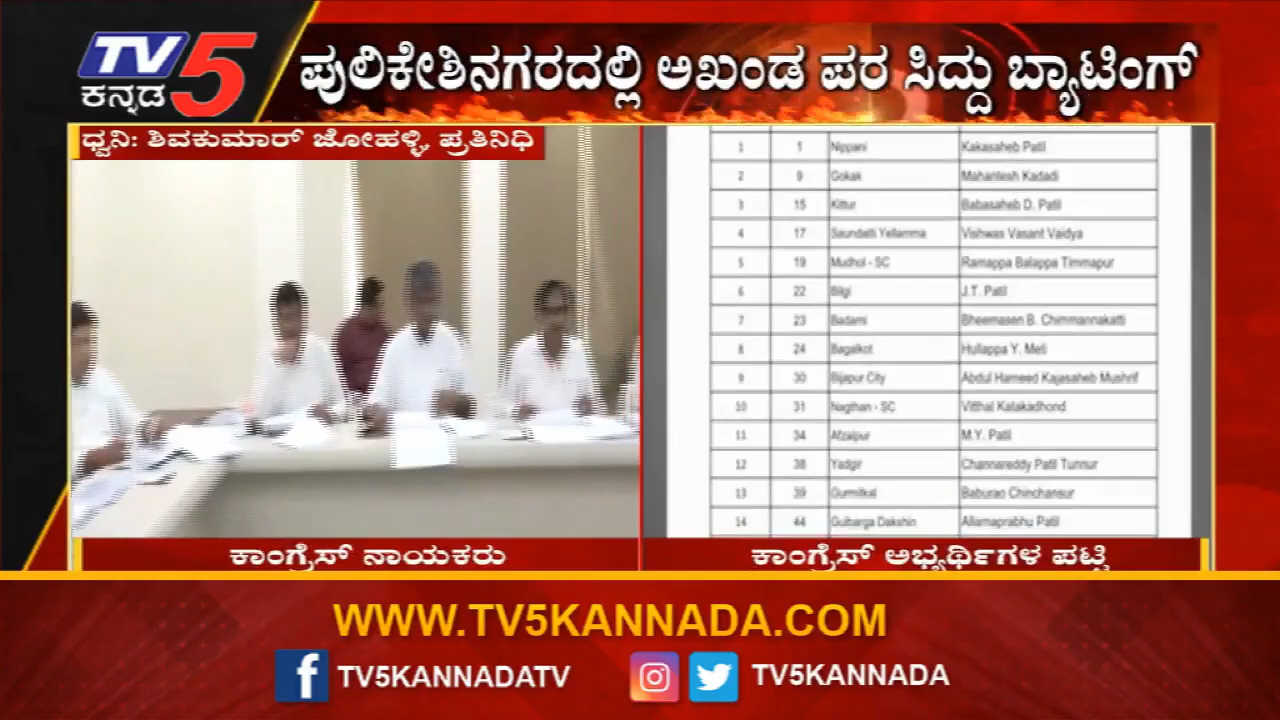 TV5
ಕನ್ನಡ
ಪುಲಿಕೇಶಿನಗರದಲ್ಲಿ ಅಖಂಡ ಪರ ಸಿದ್ದು ಬ್ಯಾಟಿಂಗ್
ಧ್ವನಿ: ಶಿವಕುಮಾರ್ ಜೋಹಳ್ಳಿ, ಪ್ರತಿನಿಧಿ
1 1 Nippani Kakasaheb Patil
2 9 Gokak Mahantesh Kadadi
3 15 Kittur Babasaheb D. Patil
4 17 Saundatti Yellamma Vishwas Vasant Vaidya
5 19 Mudhol - SC Ramappa Balappa Timmapur
6 22 Bilgi J.T. Patil
7 23 Badami Bheemasen B. Chimmannakatti
8 24 Bagalkot Hullappa Y. Meti
9 30 Bijapur City Abdul Hameed Kajasaheb Mushrif
10 31 Nagthan - SC Vitthal Katakadhond
11 34 Afzalpur M.Y. Patil
12 38 Yadgir Channareddy Patil Tunnur
13 39 Gurmitkal Baburao Chinchansur
14 44 Gulbarga Dakshin Allamaprabhu Patil
ಕಾಂಗ್ರೆಸ್ ನಾಯಕರು
ಕಾಂಗ್ರೆಸ್ ಅಭ್ಯರ್ಥಿಗಳ ಪಟ್ಟಿ
WWW.TV5KANNADA.COM
TV5KANNADATV
TV5KANNADA